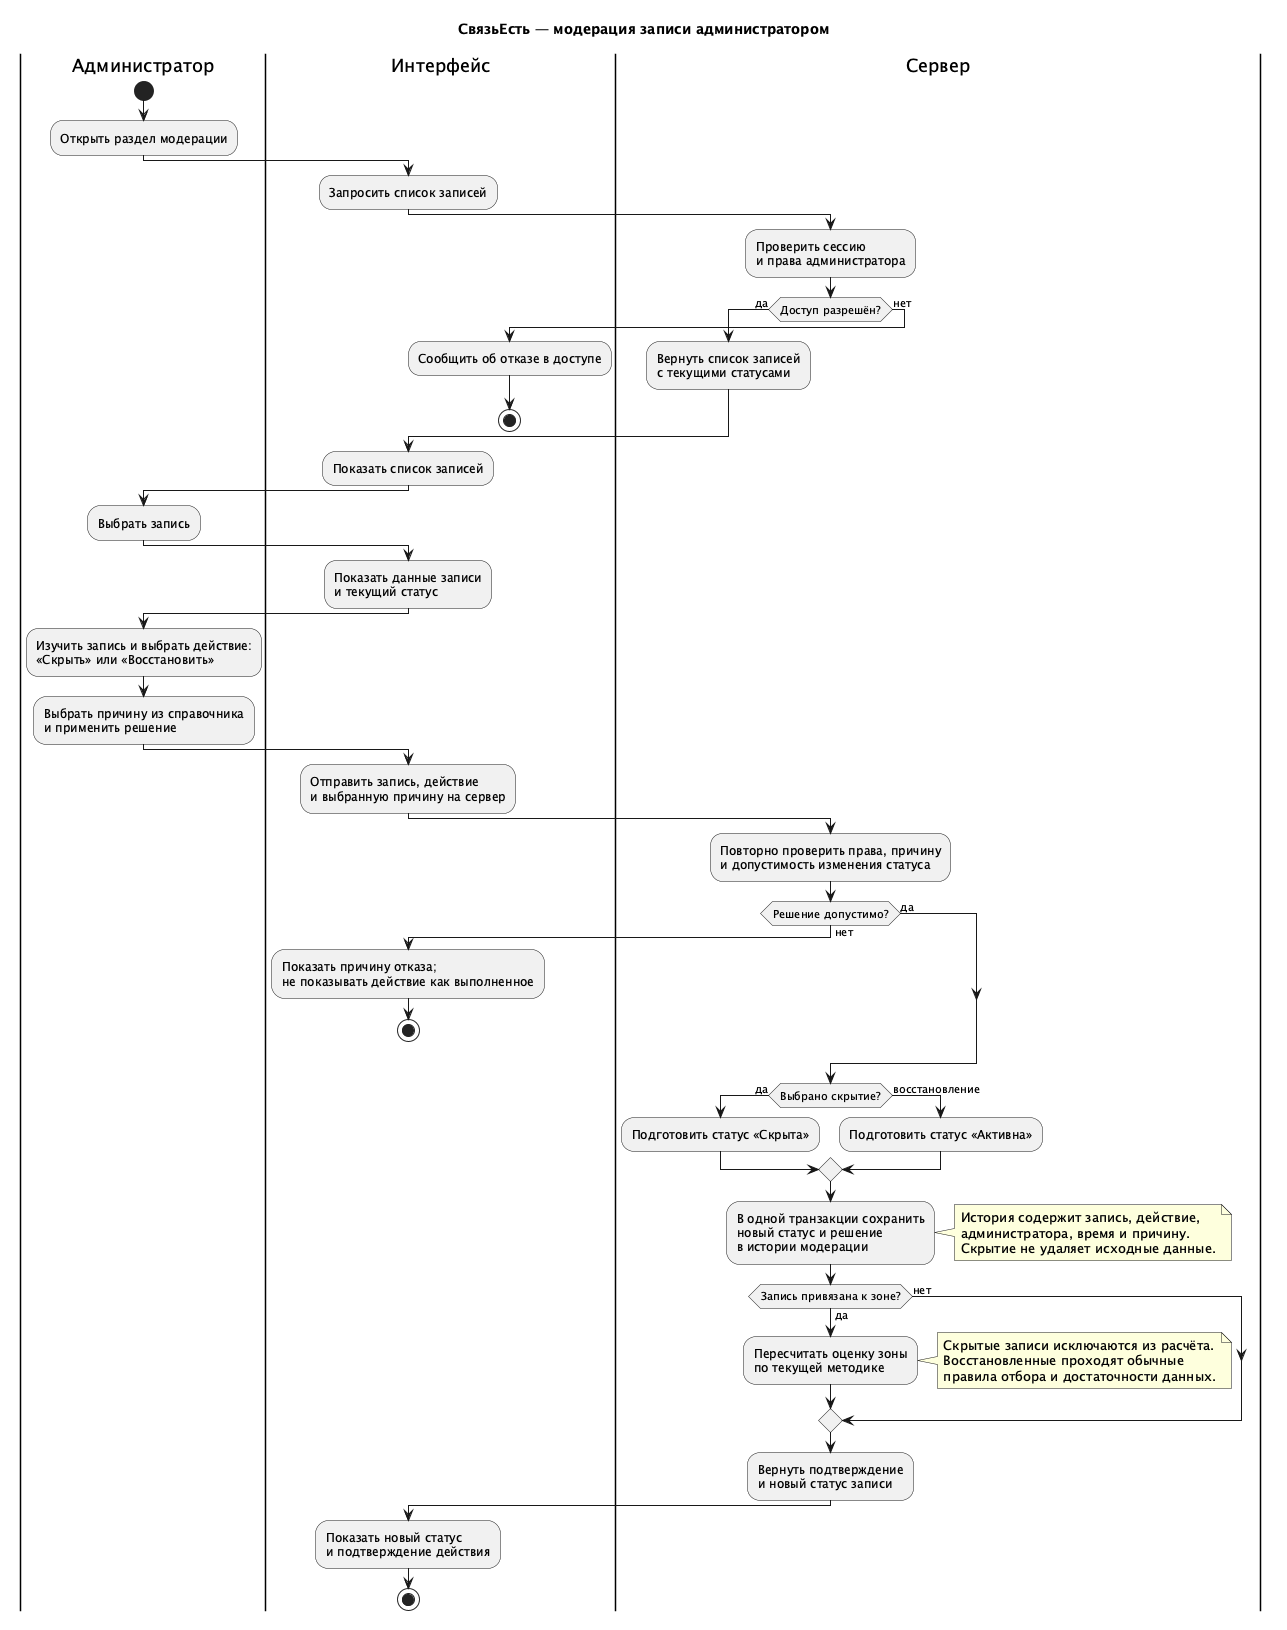 СвязьЕсть — модерация записи администратором
Администратор
Интерфейс
Сервер
Открыть раздел модерации
Запросить список записей
Проверить сессию
и права администратора
Доступ разрешён?
да
нет
Сообщить об отказе в доступе
Вернуть список записей
с текущими статусами
Показать список записей
Выбрать запись
Показать данные записи
и текущий статус
Изучить запись и выбрать действие:
«Скрыть» или «Восстановить»
Выбрать причину из справочника
и применить решение
Отправить запись, действие
и выбранную причину на сервер
Повторно проверить права, причину
и допустимость изменения статуса
Решение допустимо?
да
нет
Показать причину отказа;
не показывать действие как выполненное
да
Выбрано скрытие?
восстановление
Подготовить статус «Скрыта»
Подготовить статус «Активна»
В одной транзакции сохранить
новый статус и решение
в истории модерации
История содержит запись, действие,
администратора, время и причину.
Скрытие не удаляет исходные данные.
Запись привязана к зоне?
нет
да
Пересчитать оценку зоны
по текущей методике
Скрытые записи исключаются из расчёта.
Восстановленные проходят обычные
правила отбора и достаточности данных.
Вернуть подтверждение
и новый статус записи
Показать новый статус
и подтверждение действия